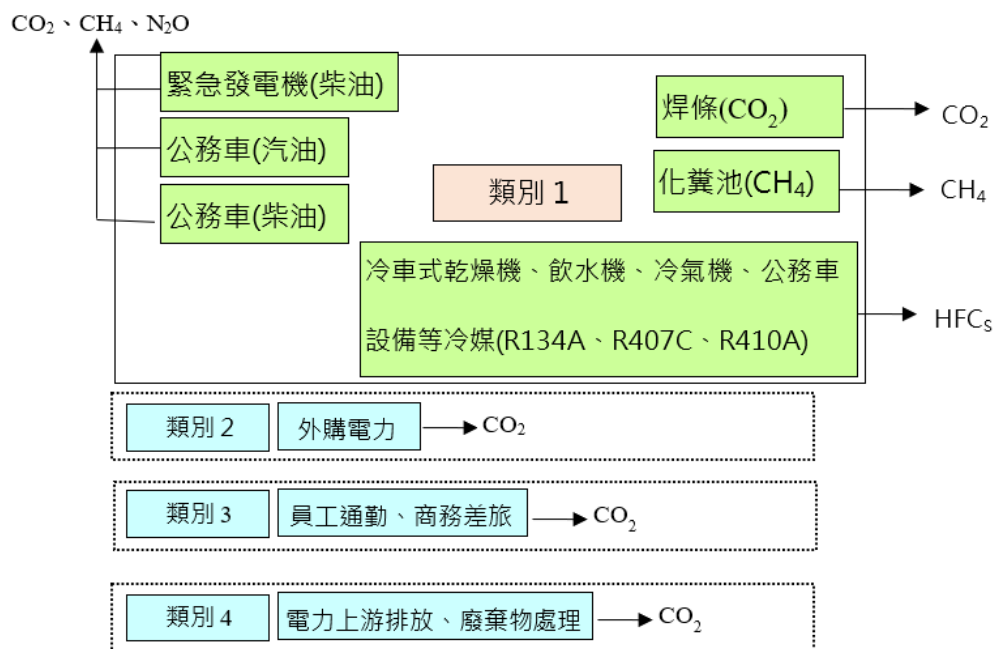 CO₂、CH₄、N₂O
緊急發電機(柴油)
公務車(汽油)
公務車(柴油)
類別 1
焊條(CO₂)
CO₂
化糞池(CH₄)
CH₄
冷車式乾燥機、飲水機、冷氣機、公務車
設備等冷媒(R134A、R407C、R410A)
HFCs
類別 2
外購電力
CO₂
類別 3
員工通勤、商務差旅
CO₂
類別 4
電力上游排放、廢棄物處理
CO₂